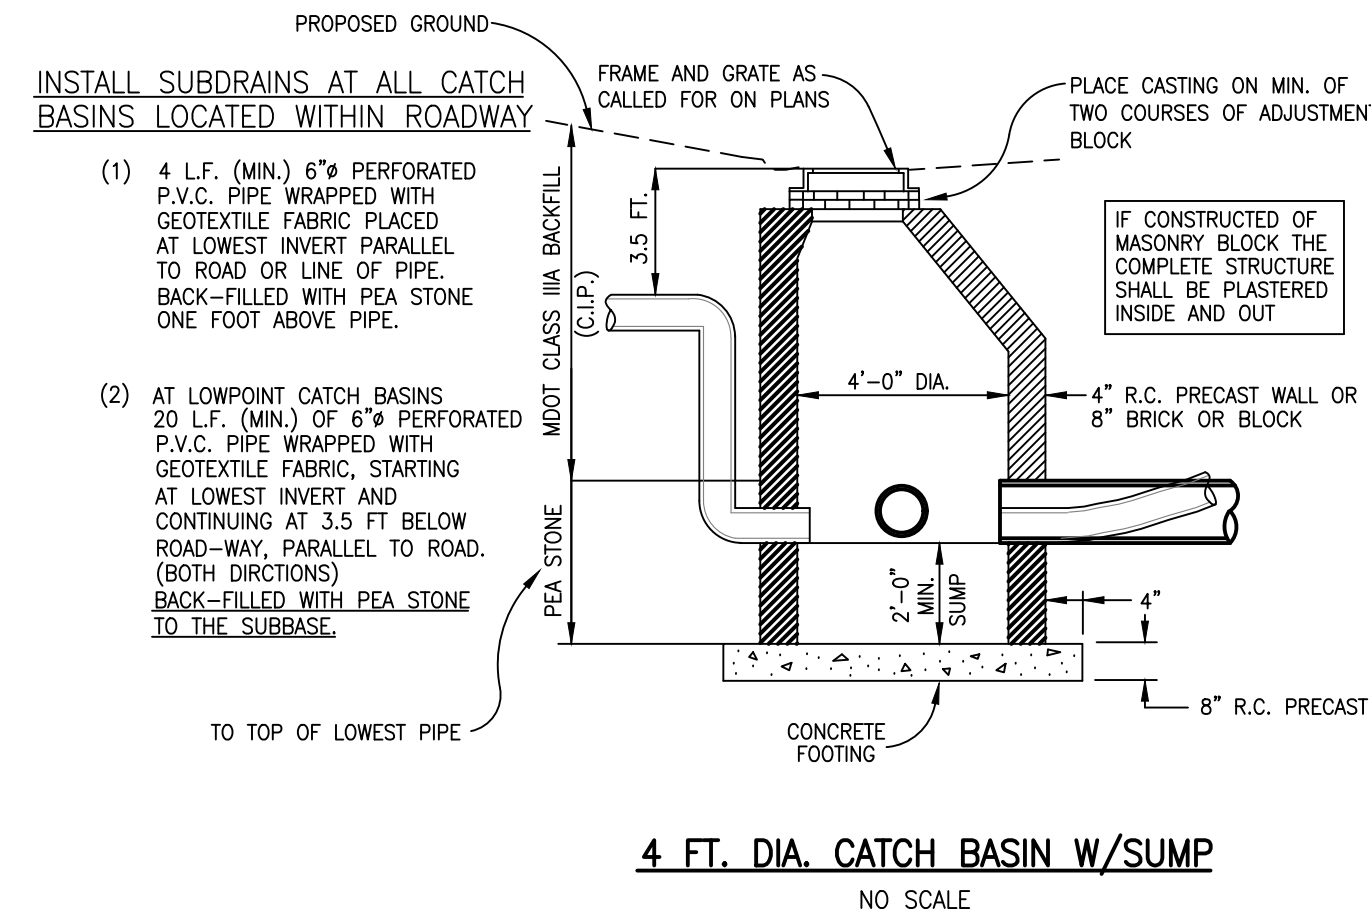 PROPOSED GROUND
INSTALL SUBDRAINS AT ALL CATCH
BASINS LOCATED WITHIN ROADWAY
(1) 4 L.F. (MIN.) 6"ø PERFORATED
P.V.C. PIPE WRAPPED WITH
GEOTEXTILE FABRIC PLACED
AT LOWEST INVERT PARALLEL
TO ROAD OR LINE OF PIPE.
BACK-FILLED WITH PEA STONE
ONE FOOT ABOVE PIPE.
(2) AT LOWPOINT CATCH BASINS
20 L.F. (MIN.) OF 6"ø PERFORATED
P.V.C. PIPE WRAPPED WITH
GEOTEXTILE FABRIC, STARTING
AT LOWEST INVERT AND
CONTINUING AT 3.5 FT BELOW
ROAD-WAY, PARALLEL TO ROAD.
(BOTH DIRCTIONS)
BACK-FILLED WITH PEA STONE
TO THE SUBBASE.
TO TOP OF LOWEST PIPE
FRAME AND GRATE AS
CALLED FOR ON PLANS
PLACE CASTING ON MIN. OF
TWO COURSES OF ADJUSTMENT
BLOCK
IF CONSTRUCTED OF
MASONRY BLOCK THE
COMPLETE STRUCTURE
SHALL BE PLASTERED
INSIDE AND OUT
MDOT CLASS IIIA BACKFILL
(C.I.P.)
3.5 FT.
PEA STONE
4'-0" DIA.
4" R.C. PRECAST WALL OR
8" BRICK OR BLOCK
2'-0"
MIN.
SUMP
4"
8" R.C. PRECAST
CONCRETE
FOOTING
4 FT. DIA. CATCH BASIN W/SUMP
NO SCALE